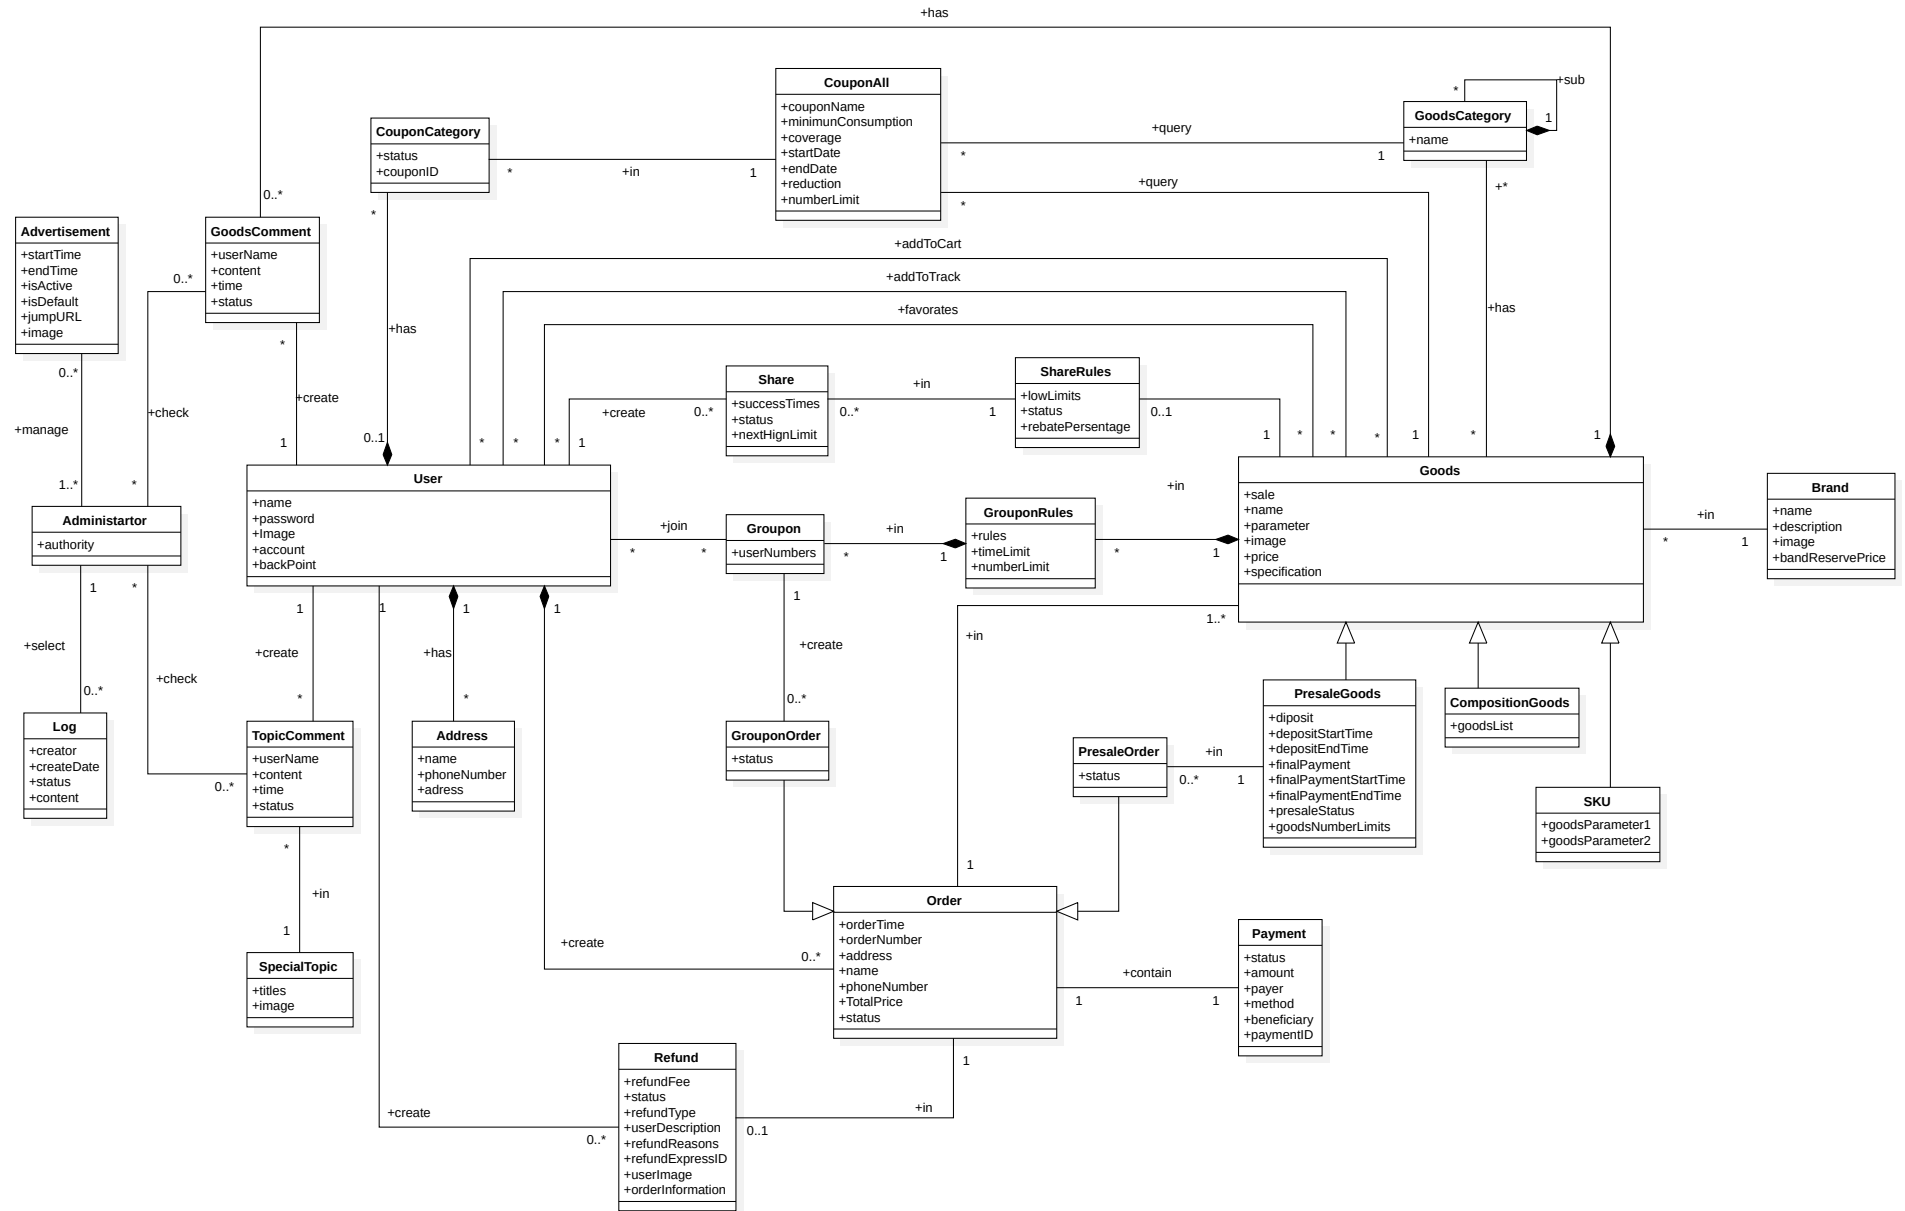 +has
CouponAll
+couponName
+minimunConsumption
+coverage
+startDate
+endDate
+reduction
+numberLimit
+sub
*
1
GoodsCategory
+name
CouponCategory
+status
+couponID
+query
*
1
*
+in
1
+query
*
+*
0..*
*
Advertisement
+startTime
+endTime
+isActive
+isDefault
+jumpURL
+image
GoodsComment
+userName
+content
+time
+status
0..*
+addToCart
+addToTrack
+favorates
+has
+has
*
0..*
+check
+create
+manage
1..*
*
1
0..1
Share
+successTimes
+status
+nextHignLimit
ShareRules
+lowLimits
+status
+rebatePersentage
+create
0..*
0..*
+in
1
0..1
*
*
*
1
1
*
*
*
1
*
1
User
+name
+password
+Image
+account
+backPoint
Goods
+sale
+name
+parameter
+image
+price
+specification
Brand
+name
+description
+image
+bandReservePrice
+in
*
1
Administartor
+authority
+join
*
*
Groupon
+userNumbers
+in
*
1
GrouponRules
+rules
+timeLimit
+numberLimit
+in
*
1
1
*
1
1
1
1
1
1..*
+select
+check
+create
+has
+create
+in
0..*
*
*
0..*
Log
+creator
+createDate
+status
+content
TopicComment
+userName
+content
+time
+status
0..*
Address
+name
+phoneNumber
+adress
GrouponOrder
+status
PresaleOrder
+status
+in
0..*
1
PresaleGoods
+diposit
+depositStartTime
+depositEndTime
+finalPayment
+finalPaymentStartTime
+finalPaymentEndTime
+presaleStatus
+goodsNumberLimits
CompositionGoods
+goodsList
SKU
+goodsParameter1
+goodsParameter2
*
+in
1
SpecialTopic
+titles
+image
1
Order
+orderTime
+orderNumber
+address
+name
+phoneNumber
+TotalPrice
+status
+create
0..*
+contain
1
1
Payment
+status
+amount
+payer
+method
+beneficiary
+paymentID
1
+in
0..1
Refund
+refundFee
+status
+refundType
+userDescription
+refundReasons
+refundExpressID
+userImage
+orderInformation
+create
0..*